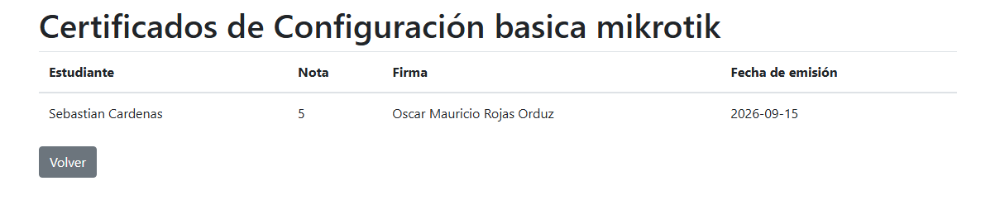 Certificados de Configuración basica mikrotik
Estudiante Nota Firma Fecha de emisión
Sebastian Cardenas 5 Oscar Mauricio Rojas Orduz 2026-09-15
Volver